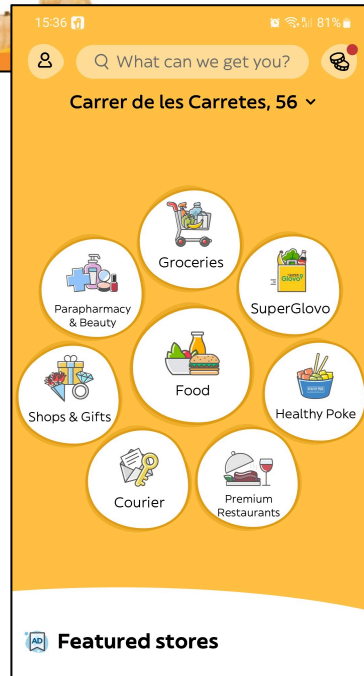 15:36 81%
What can we get you?
Carrer de les Carretes, 56
Groceries
Parapharmacy
& Beauty
Glovo
SuperGlovo
Food
Shops & Gifts
Healthy Poke
Courier
Premium
Restaurants
AD Featured stores